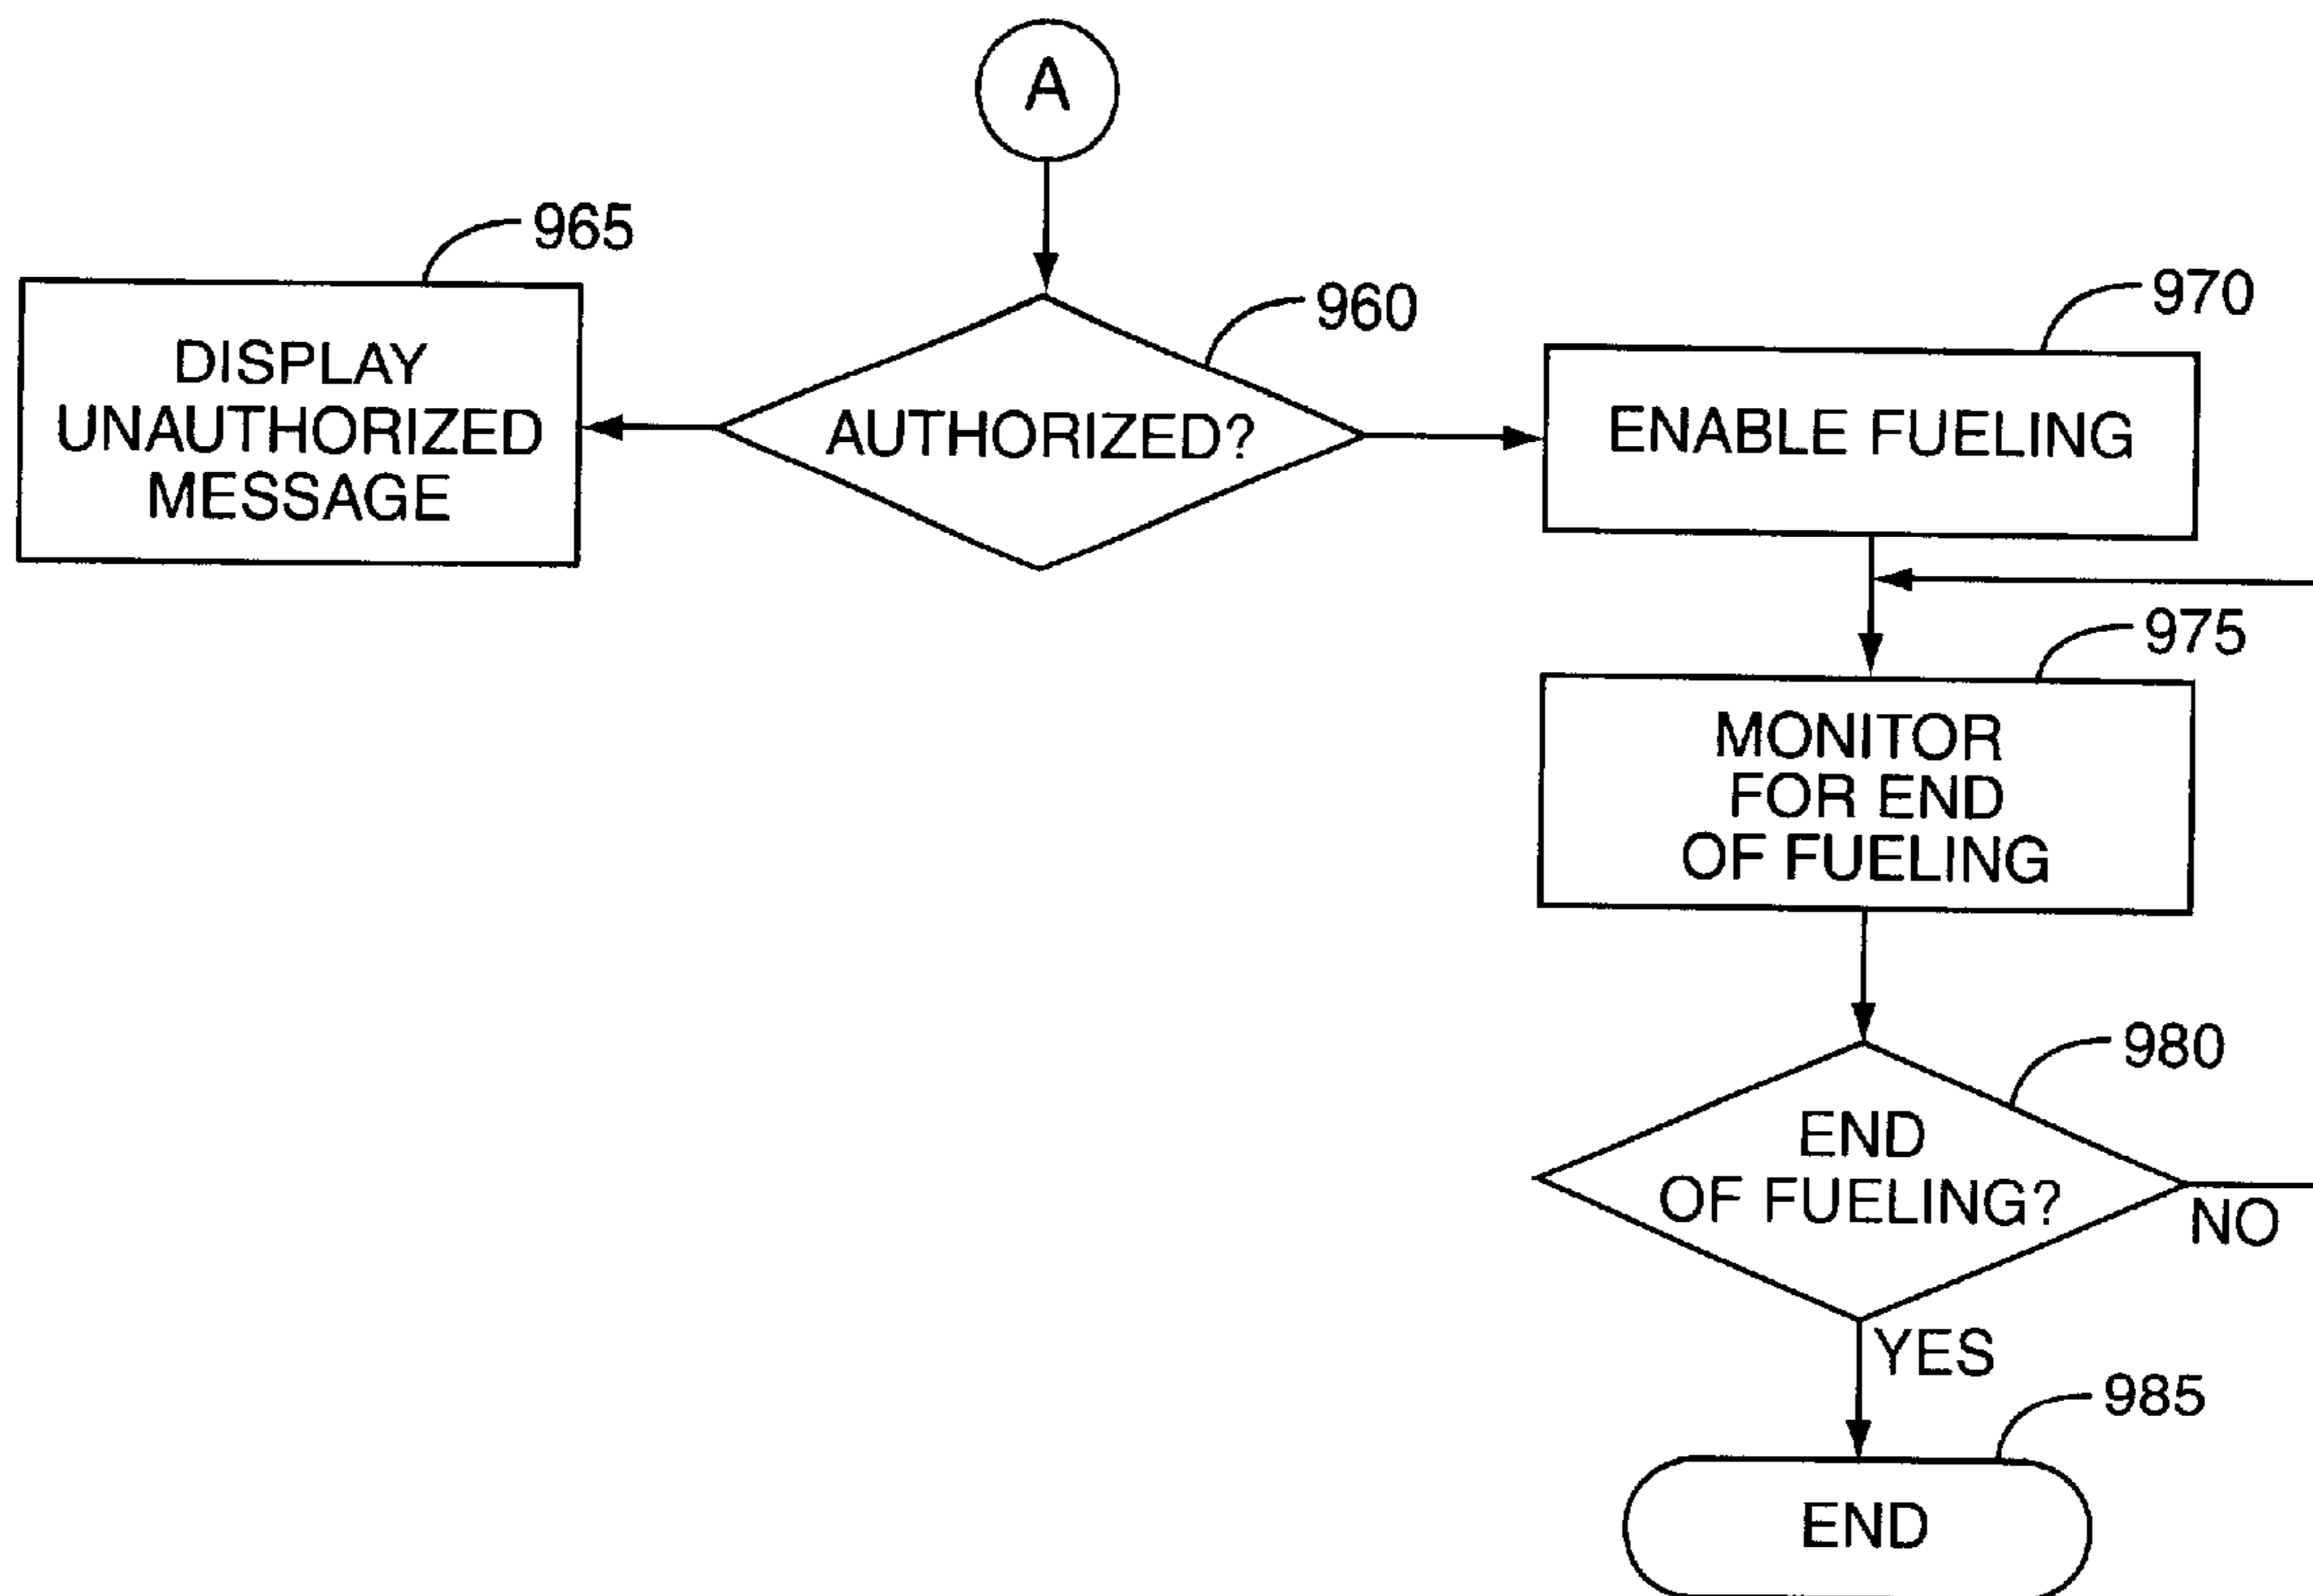 A
965
960
970
DISPLAY
UNAUTHORIZED
MESSAGE
AUTHORIZED?
ENABLE FUELING
975
MONITOR
FOR END
OF FUELING
980
END
OF FUELING?
NO
YES
985
END